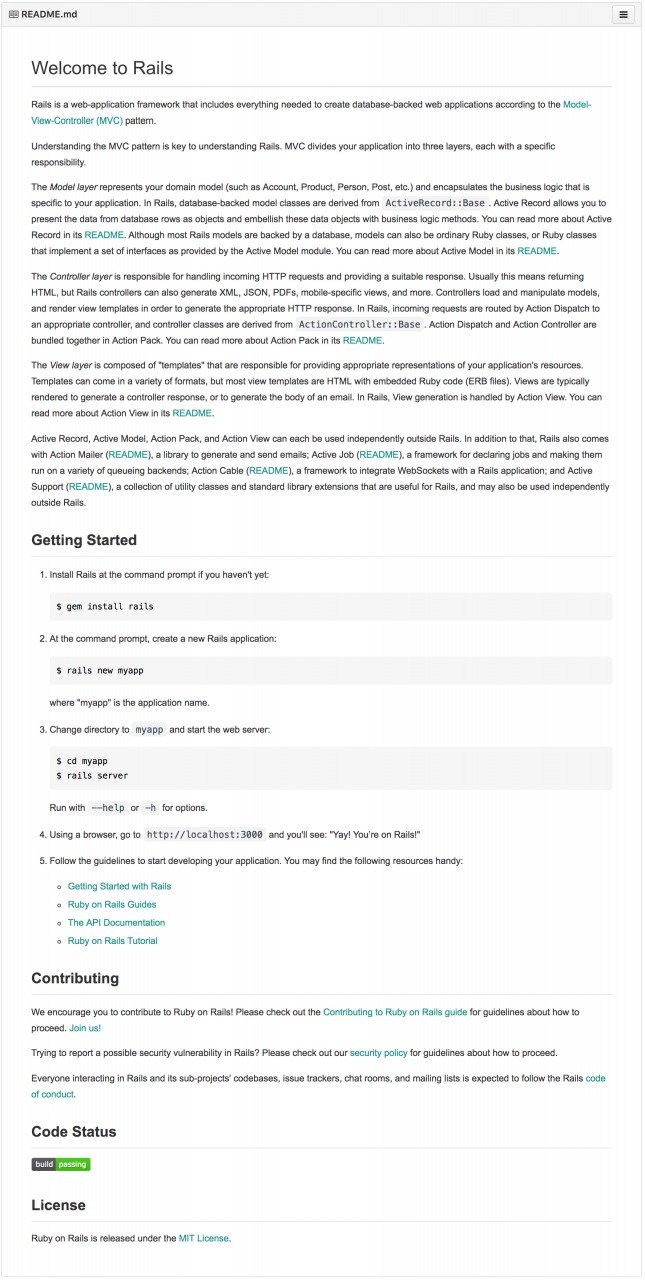 README.md
Welcome to Rails
Rails is a web-application framework that includes everything needed to create database-backed web applications according to the Model-
View-Controller (MVC) pattern.
Understanding the MVC pattern is key to understanding Rails. MVC divides your application into three layers, each with a specific
responsibility.
The Model layer represents your domain model (such as Account, Product, Person, Post, etc.) and encapsulates the business logic that is
specific to your application. In Rails, database-backed model classes are derived from ActiveRecord::Base . Active Record allows you to
present the data from database rows as objects and embellish these data objects with business logic methods. You can read more about Active
Record in its README. Although most Rails models are backed by a database, models can also be ordinary Ruby classes, or Ruby classes
that implement a set of interfaces as provided by the Active Model module. You can read more about Active Model in its README.
The Controller layer is responsible for handling incoming HTTP requests and providing a suitable response. Usually this means returning
HTML, but Rails controllers can also generate XML, JSON, PDFs, mobile-specific views, and more. Controllers load and manipulate models,
and render view templates in order to generate the appropriate HTTP response. In Rails, incoming requests are routed by Action Dispatch to
an appropriate controller, and controller classes are derived from ActionController::Base . Action Dispatch and Action Controller are
bundled together in Action Pack. You can read more about Action Pack in its README.
The View layer is composed of "templates" that are responsible for providing appropriate representations of your application's resources.
Templates can come in a variety of formats, but most view templates are HTML with embedded Ruby code (ERB files). Views are typically
rendered to generate a controller response, or to generate the body of an email. In Rails, View generation is handled by Action View. You can
read more about Action View in its README.
Active Record, Active Model, Action Pack, and Action View can each be used independently outside Rails. In addition to that, Rails also comes
with Action Mailer (README), a library to generate and send emails; Active Job (README), a framework for declaring jobs and making them
run on a variety of queueing backends; Action Cable (README), a framework to integrate WebSockets with a Rails application; and Active
Support (README), a collection of utility classes and standard library extensions that are useful for Rails, and may also be used independently
outside Rails.
Getting Started
1. Install Rails at the command prompt if you haven't yet:
$ gem install rails
2. At the command prompt, create a new Rails application:
$ rails new myapp
where "myapp" is the application name.
3. Change directory to myapp and start the web server:
$ cd myapp
$ rails server
Run with --help or -h for options.
4. Using a browser, go to http://localhost:3000 and you'll see: "Yay! You're on Rails!"
5. Follow the guidelines to start developing your application. You may find the following resources handy:
Getting Started with Rails
Ruby on Rails Guides
The API Documentation
Ruby on Rails Tutorial
Contributing
We encourage you to contribute to Ruby on Rails! Please check out the Contributing to Ruby on Rails guide for guidelines about how to
proceed. Join us!
Trying to report a possible security vulnerability in Rails? Please check out our security policy for guidelines about how to proceed.
Everyone interacting in Rails and its sub-projects' codebases, issue trackers, chat rooms, and mailing lists is expected to follow the Rails code
of conduct.
Code Status
build passing
License
Ruby on Rails is released under the MIT License.